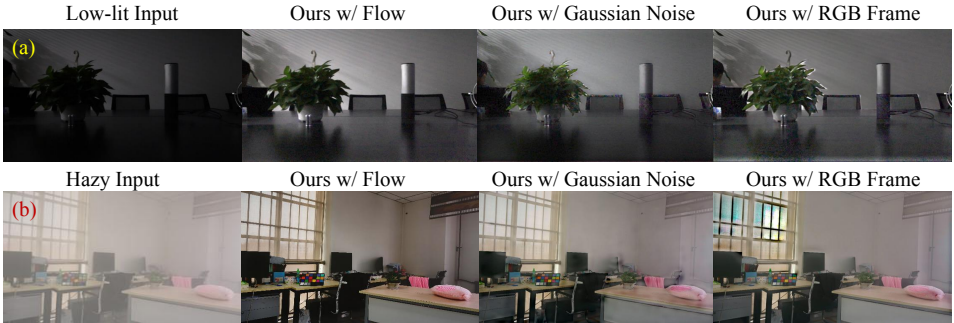 Low-lit Input Ours w/ Flow Ours w/ Gaussian Noise Ours w/ RGB Frame
(a)
Hazy Input Ours w/ Flow Ours w/ Gaussian Noise Ours w/ RGB Frame
(b)